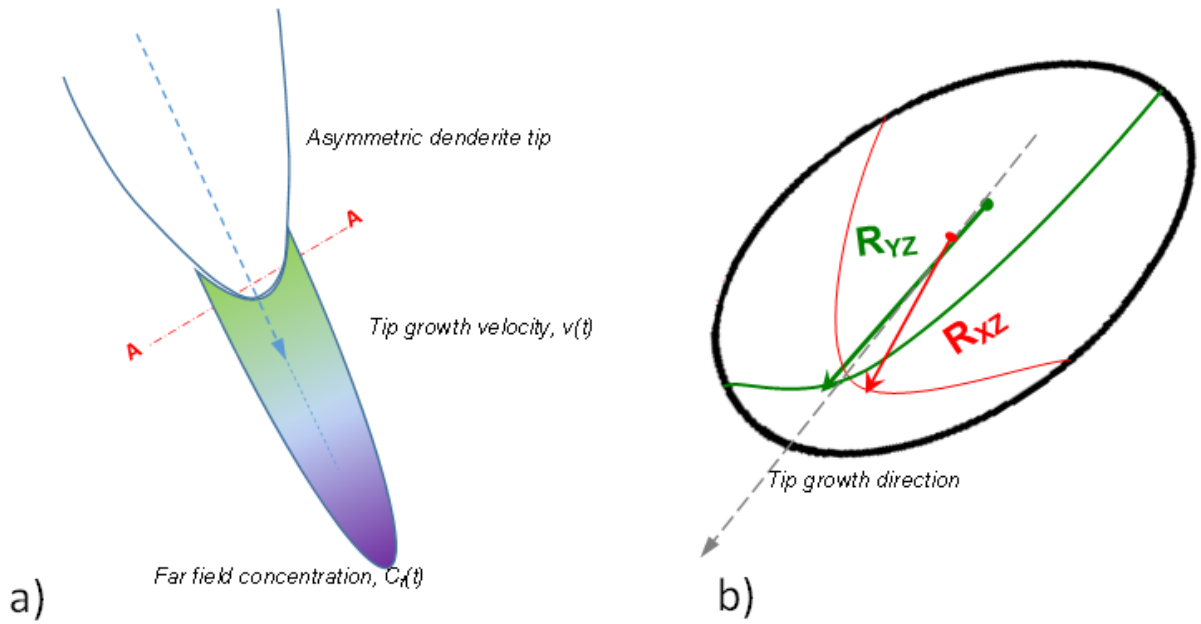 Asymmetric denderite tip
A
A
Tip growth velocity, v(t)
Far field concentration, Cf(t)
a)
RYZ
RXZ
Tip growth direction
b)